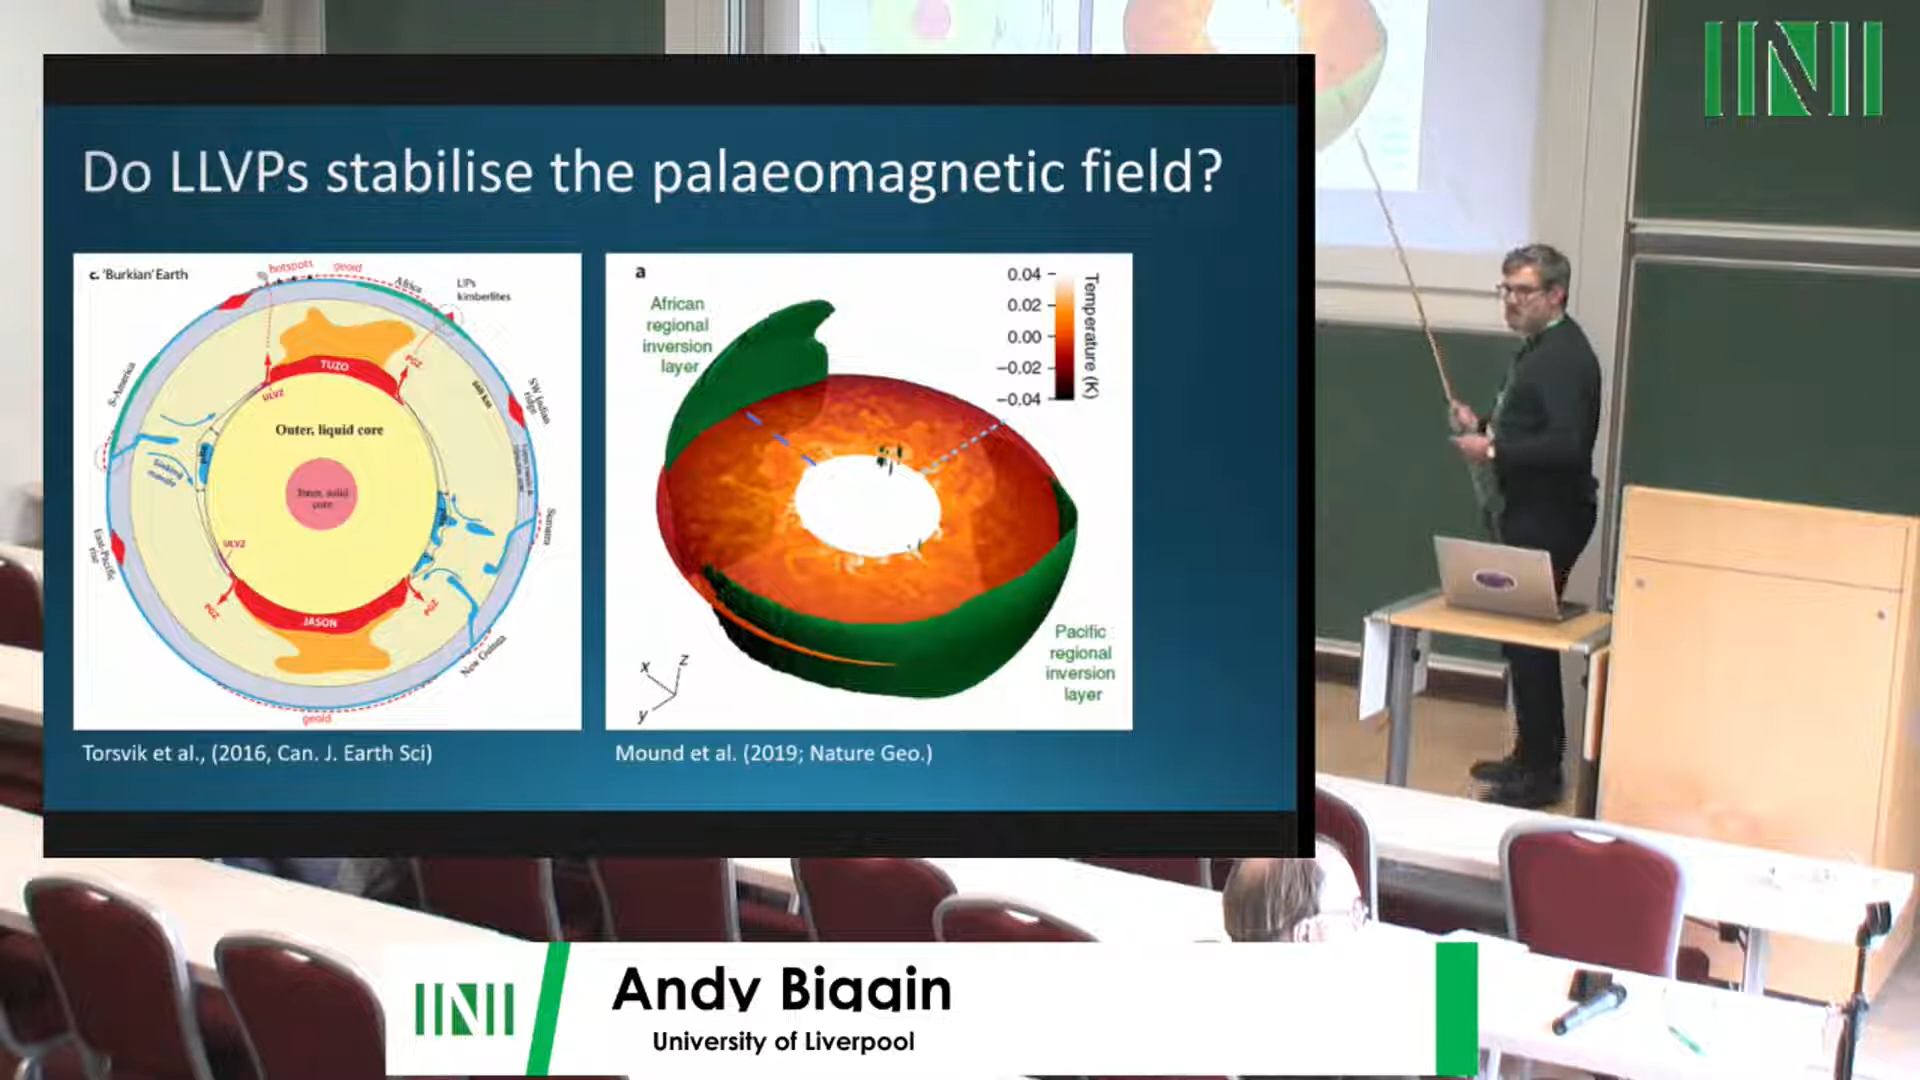 Do LLVPs stabilise the palaeomagnetic field?
c. 'Burkian' Earth
hotspots
geoid
Africa
LIPs
kimberlites
S-America
TUZO
PGZ
ULVZ
660 km
SW Indian
ridge
Outer, liquid core
Sinking
mantle
Inner, solid
core
Sumatra
East-Pacific
rise
ULVZ
PGZ
JASON
PGZ
New Guinea
geoid
Torsvik et al., (2016, Can. J. Earth Sci)
a
African
regional
inversion
layer
0.04
0.02
0.00
−0.02
−0.04
Temperature (K)
Pacific
regional
inversion
layer
x
z
y
Mound et al. (2019; Nature Geo.)
Andy Biggin
University of Liverpool